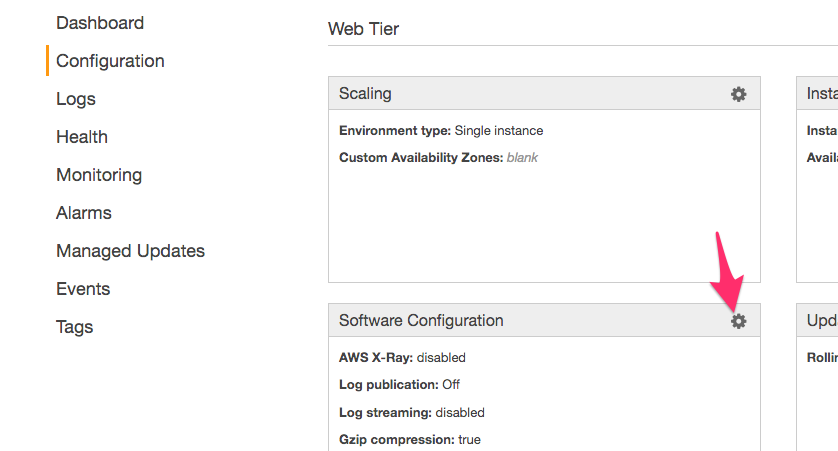 Dashboard
Configuration
Logs
Health
Monitoring
Alarms
Managed Updates
Events
Tags
Web Tier
Scaling
Environment type: Single instance
Custom Availability Zones: blank
Insta
Insta
Avail
Software Configuration
AWS X-Ray: disabled
Log publication: Off
Log streaming: disabled
Gzip compression: true
Upd
Rollin